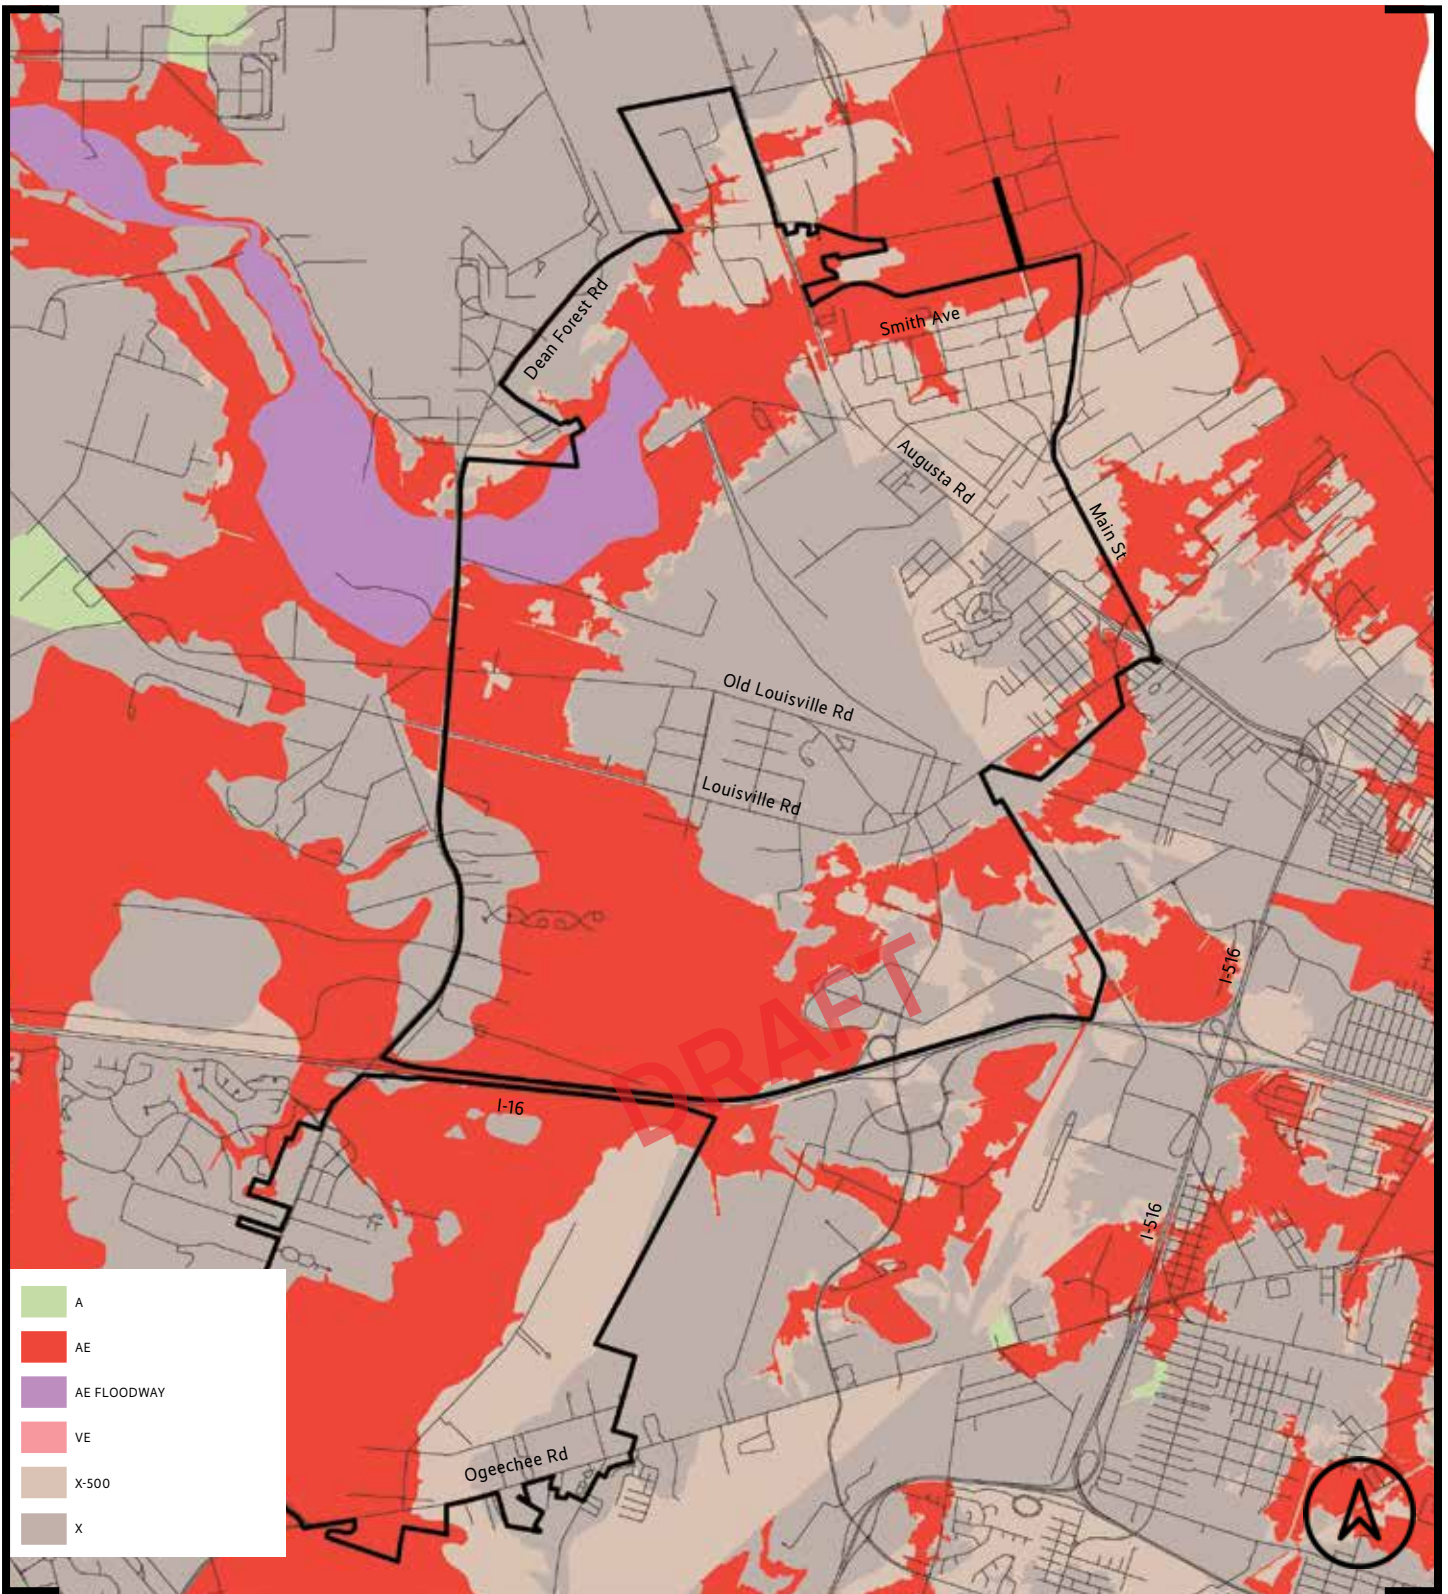 Dean Forest Rd
Smith Ave
Augusta Rd
Main St
Old Louisville Rd
Louisville Rd
I-516
DRAFT
I-16
I-516
Ogeechee Rd
A
AE
AE FLOODWAY
VE
X-500
X